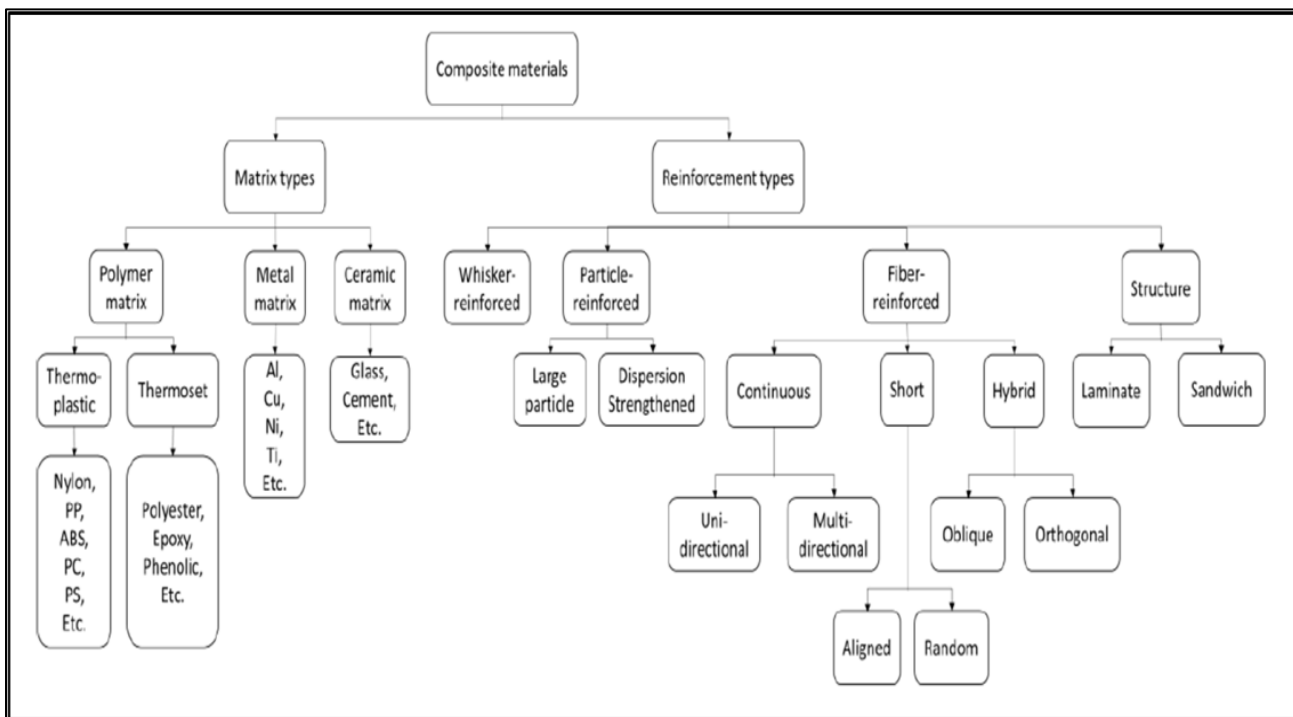 Composite materials
Matrix types
Reinforcement types
Polymer
matrix
Metal
matrix
Ceramic
matrix
Whisker-
reinforced
Particle-
reinforced
Fiber-
reinforced
Structure
Thermo-
plastic
Thermoset
Al,
Cu,
Ni,
Ti,
Etc.
Glass,
Cement,
Etc.
Large
particle
Dispersion
Strengthened
Continuous
Short
Hybrid
Laminate
Sandwich
Nylon,
PP,
ABS,
PC,
PS,
Etc.
Polyester,
Epoxy,
Phenolic,
Etc.
Uni-
directional
Multi-
directional
Oblique
Orthogonal
Aligned
Random